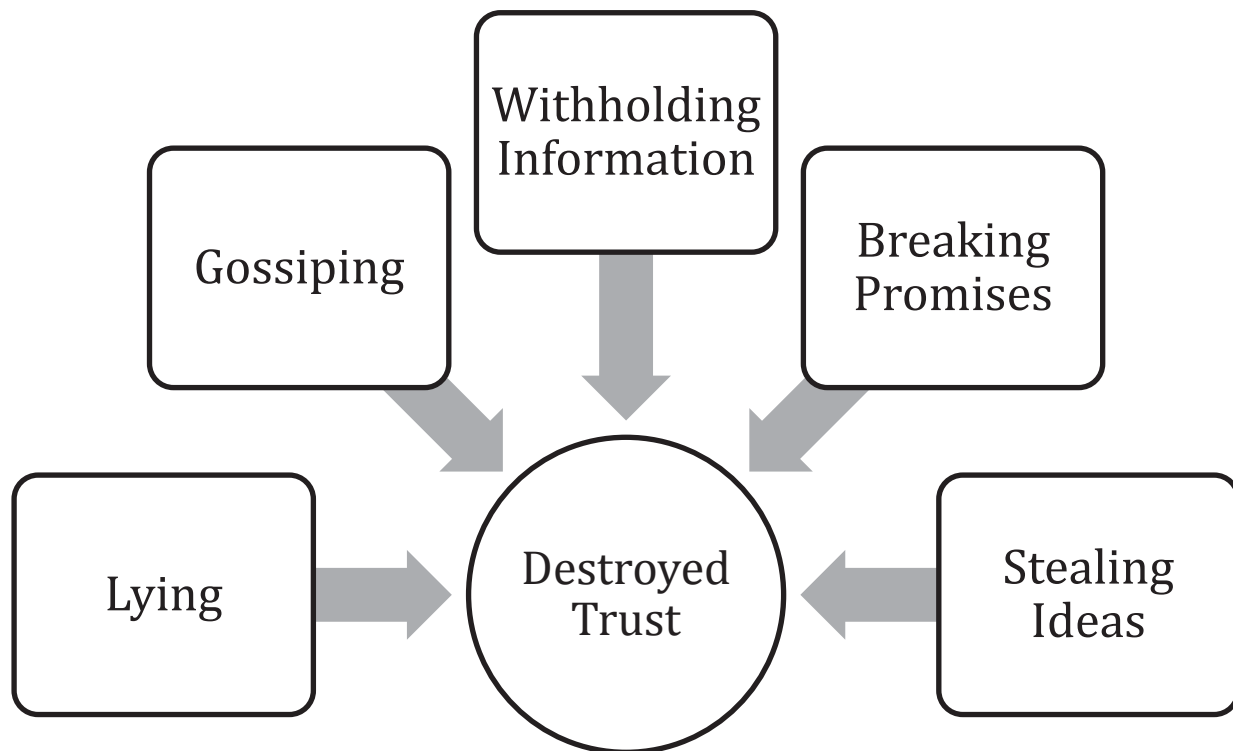 Withholding
Information
Gossiping
Breaking
Promises
Lying
Destroyed
Trust
Stealing
Ideas